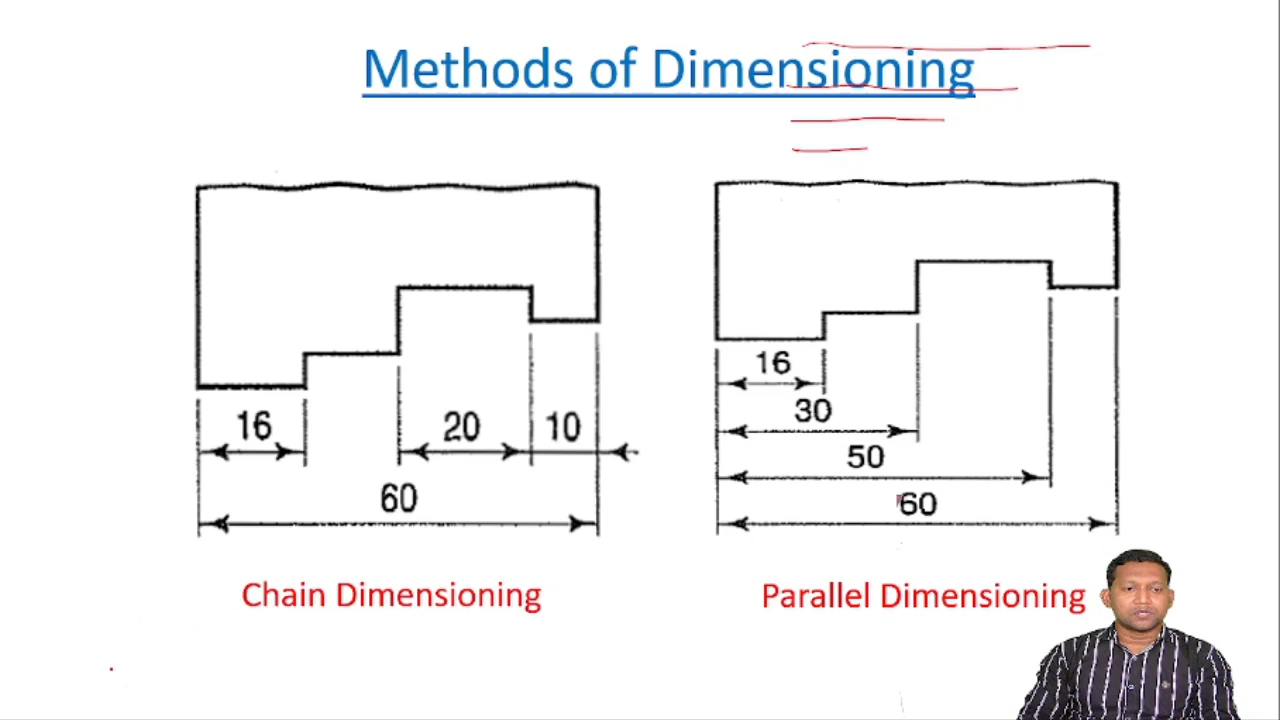 Methods of Dimensioning
16
20
10
60
16
30
50
60
Chain Dimensioning
Parallel Dimensioning